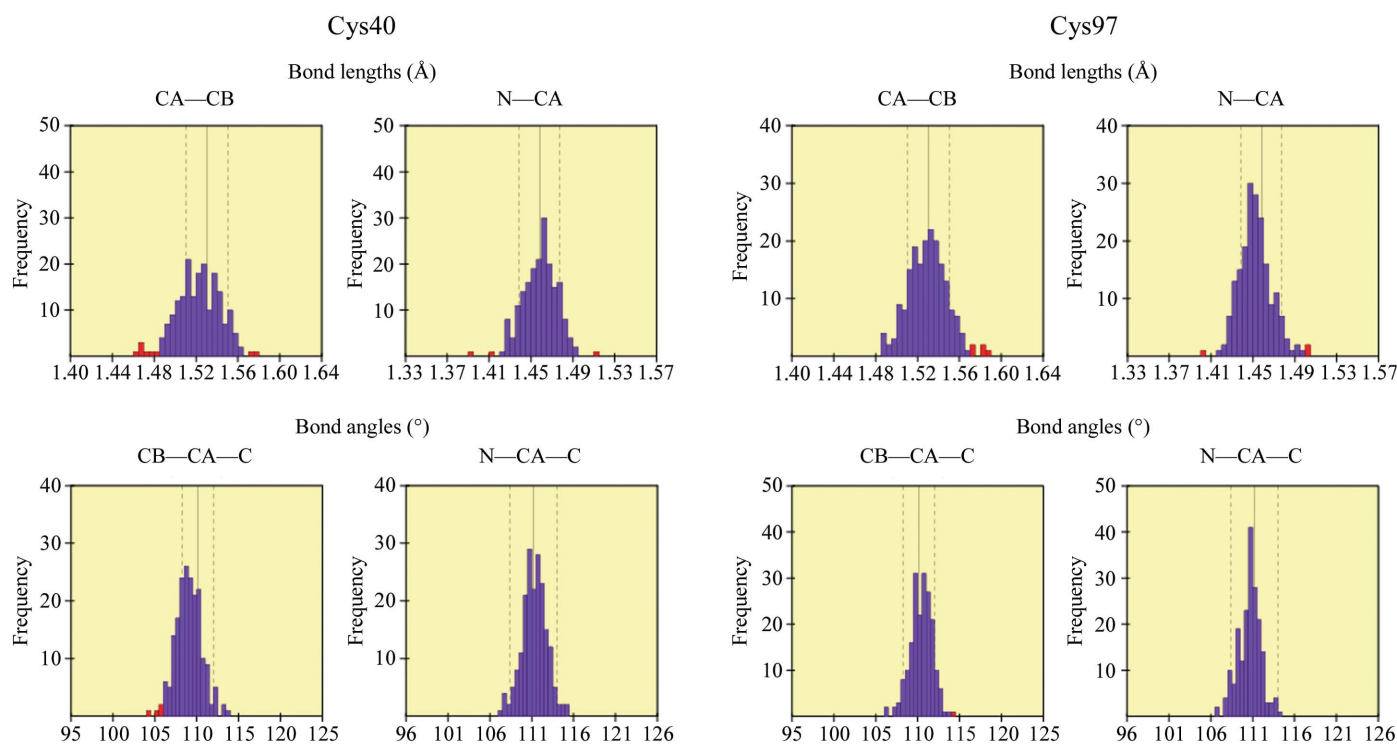 Cys40
Cys97
Bond lengths (Å)
Bond lengths (Å)
CA—CB
N—CA
CA—CB
N—CA
50
40
30
20
10
Frequency
1.40 1.44 1.48 1.52 1.56 1.60 1.64
50
40
30
20
10
Frequency
1.33 1.37 1.41 1.45 1.49 1.53 1.57
40
30
20
10
Frequency
1.40 1.44 1.48 1.52 1.56 1.60 1.64
40
30
20
10
Frequency
1.33 1.37 1.41 1.45 1.49 1.53 1.57
Bond angles (°)
Bond angles (°)
CB—CA—C
N—CA—C
CB—CA—C
N—CA—C
40
30
20
10
Frequency
95 100 105 110 115 120 125
40
30
20
10
Frequency
96 101 106 111 116 121 126
50
40
30
20
10
Frequency
95 100 105 110 115 120 125
50
40
30
20
10
Frequency
96 101 106 111 116 121 126